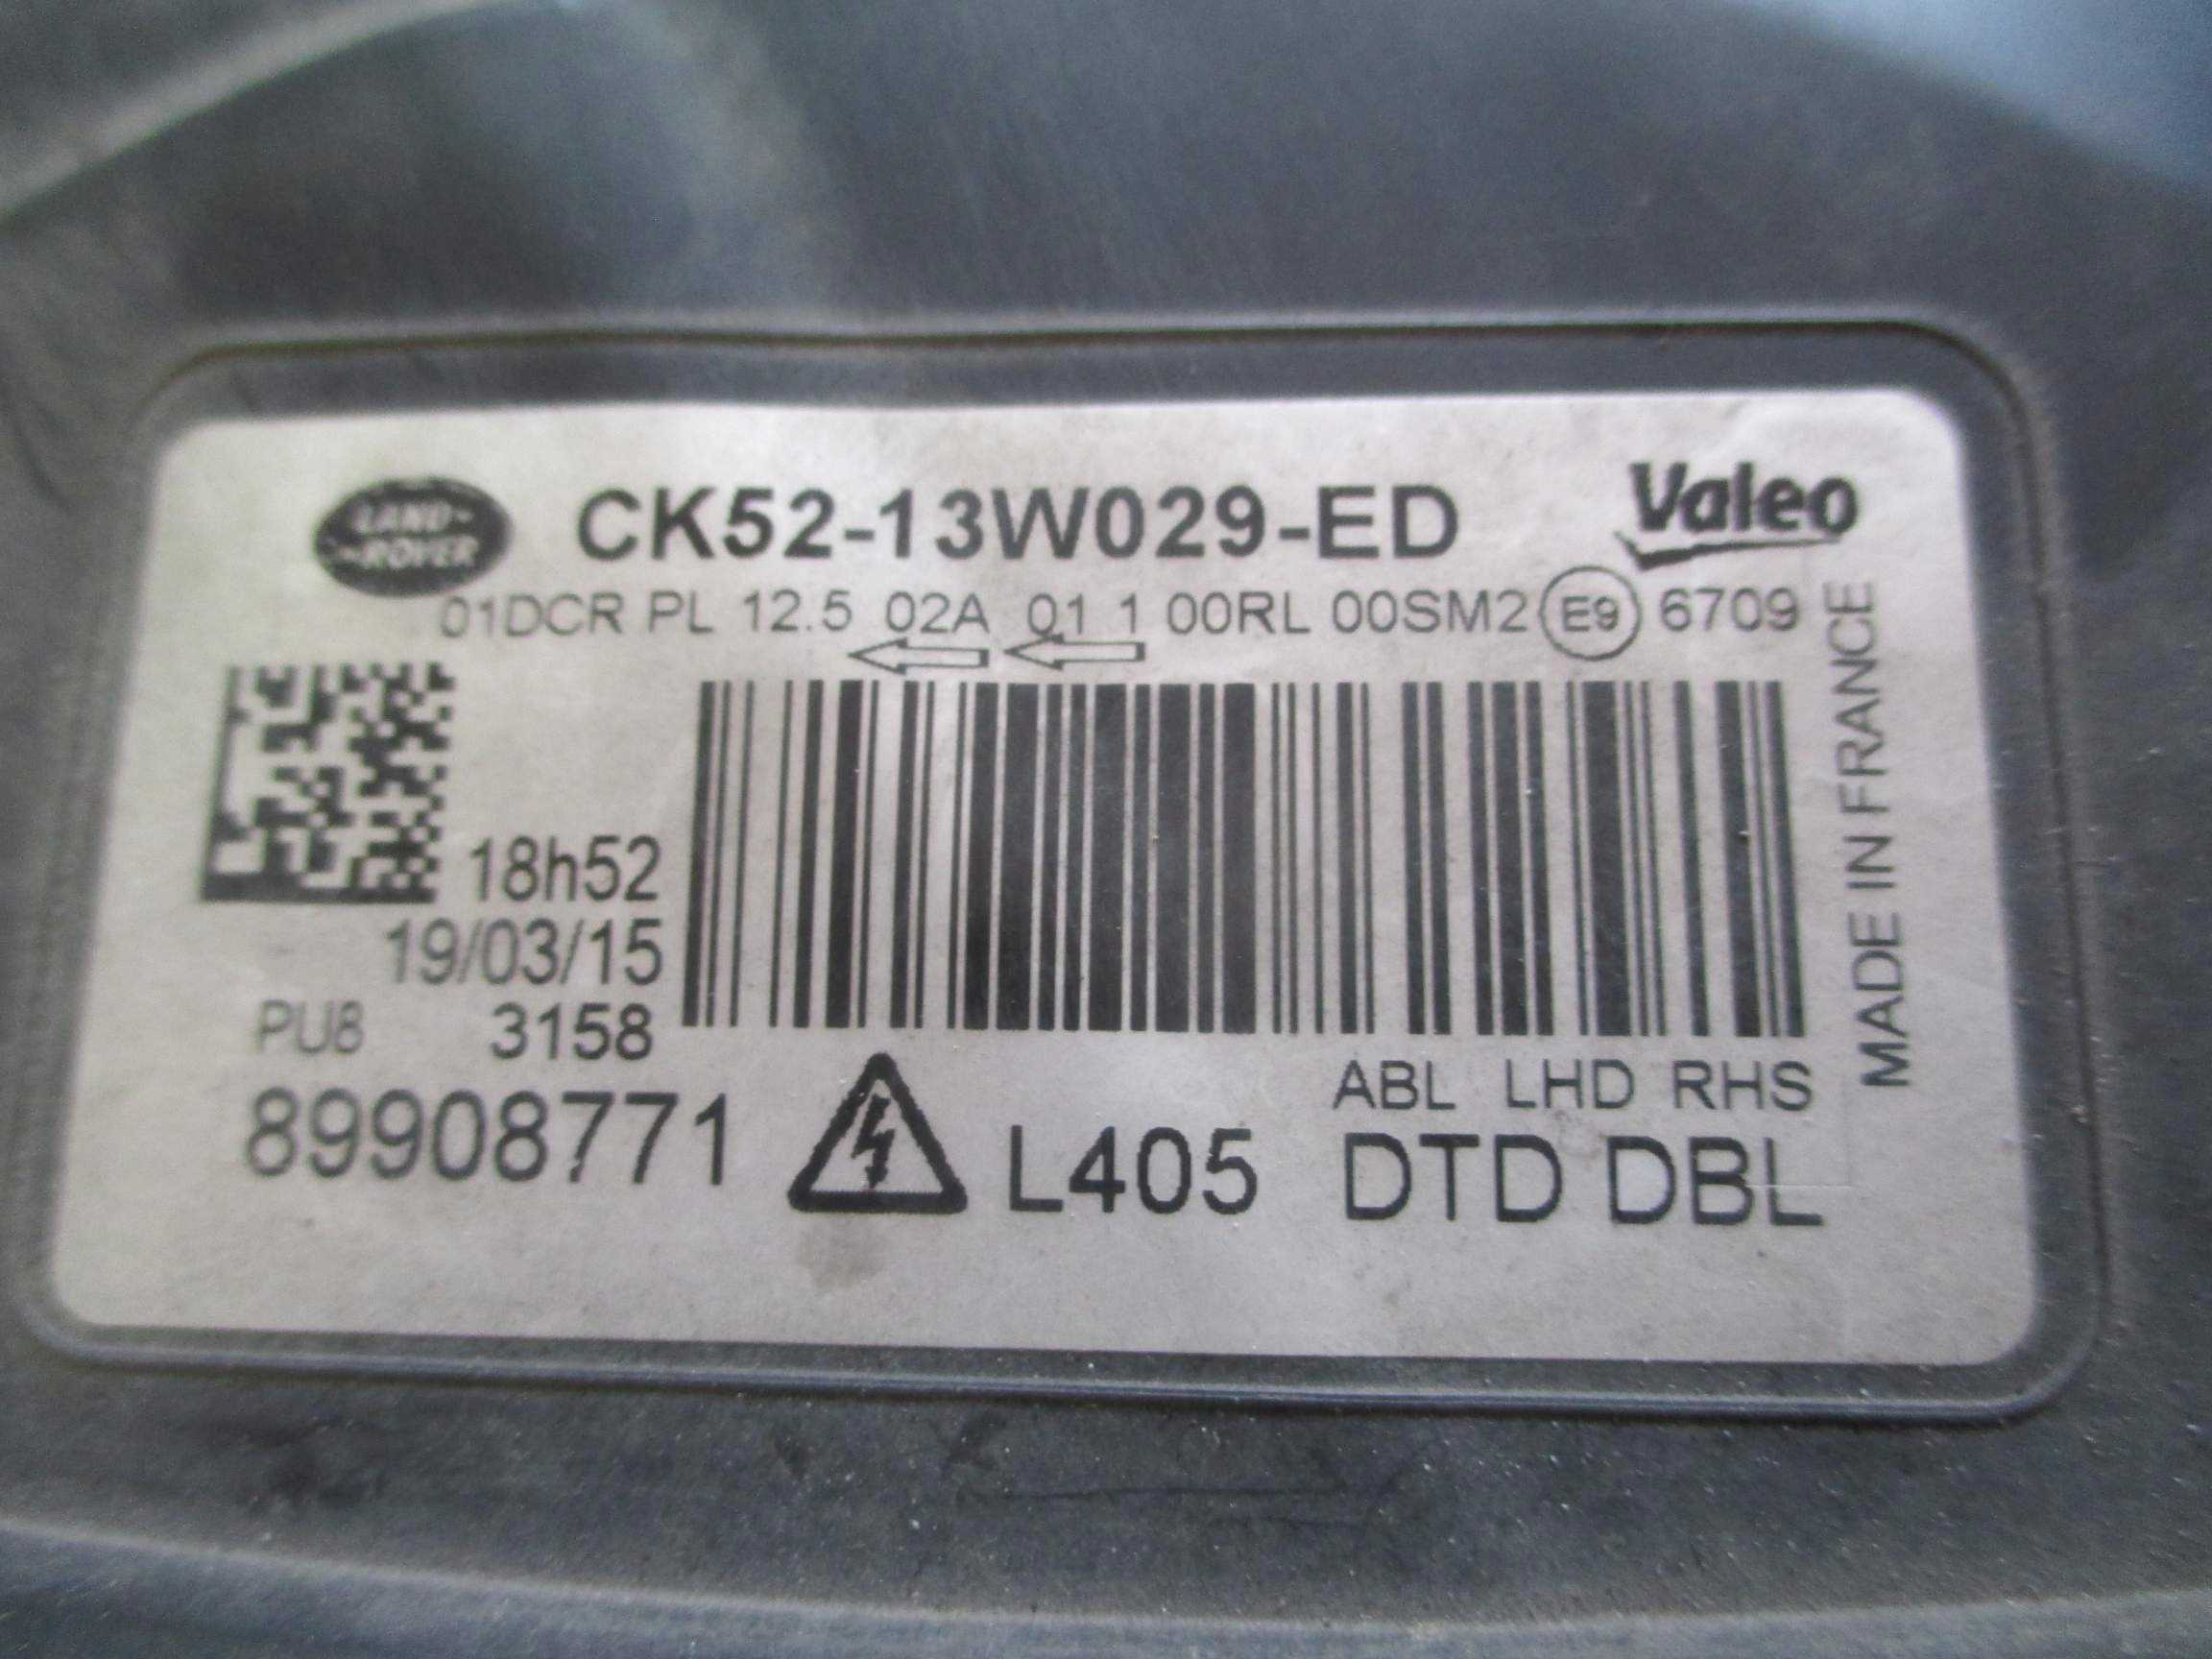 LAND-ROVER CK52-13W029-ED Valeo
01DCR PL 12.5 02A 01 1 00RL 00SM2 E9 6709
MADE IN FRANCE
18h52
19/03/15
PU8 3158
ABL LHD RHS
89908771 L405 DTD DBL